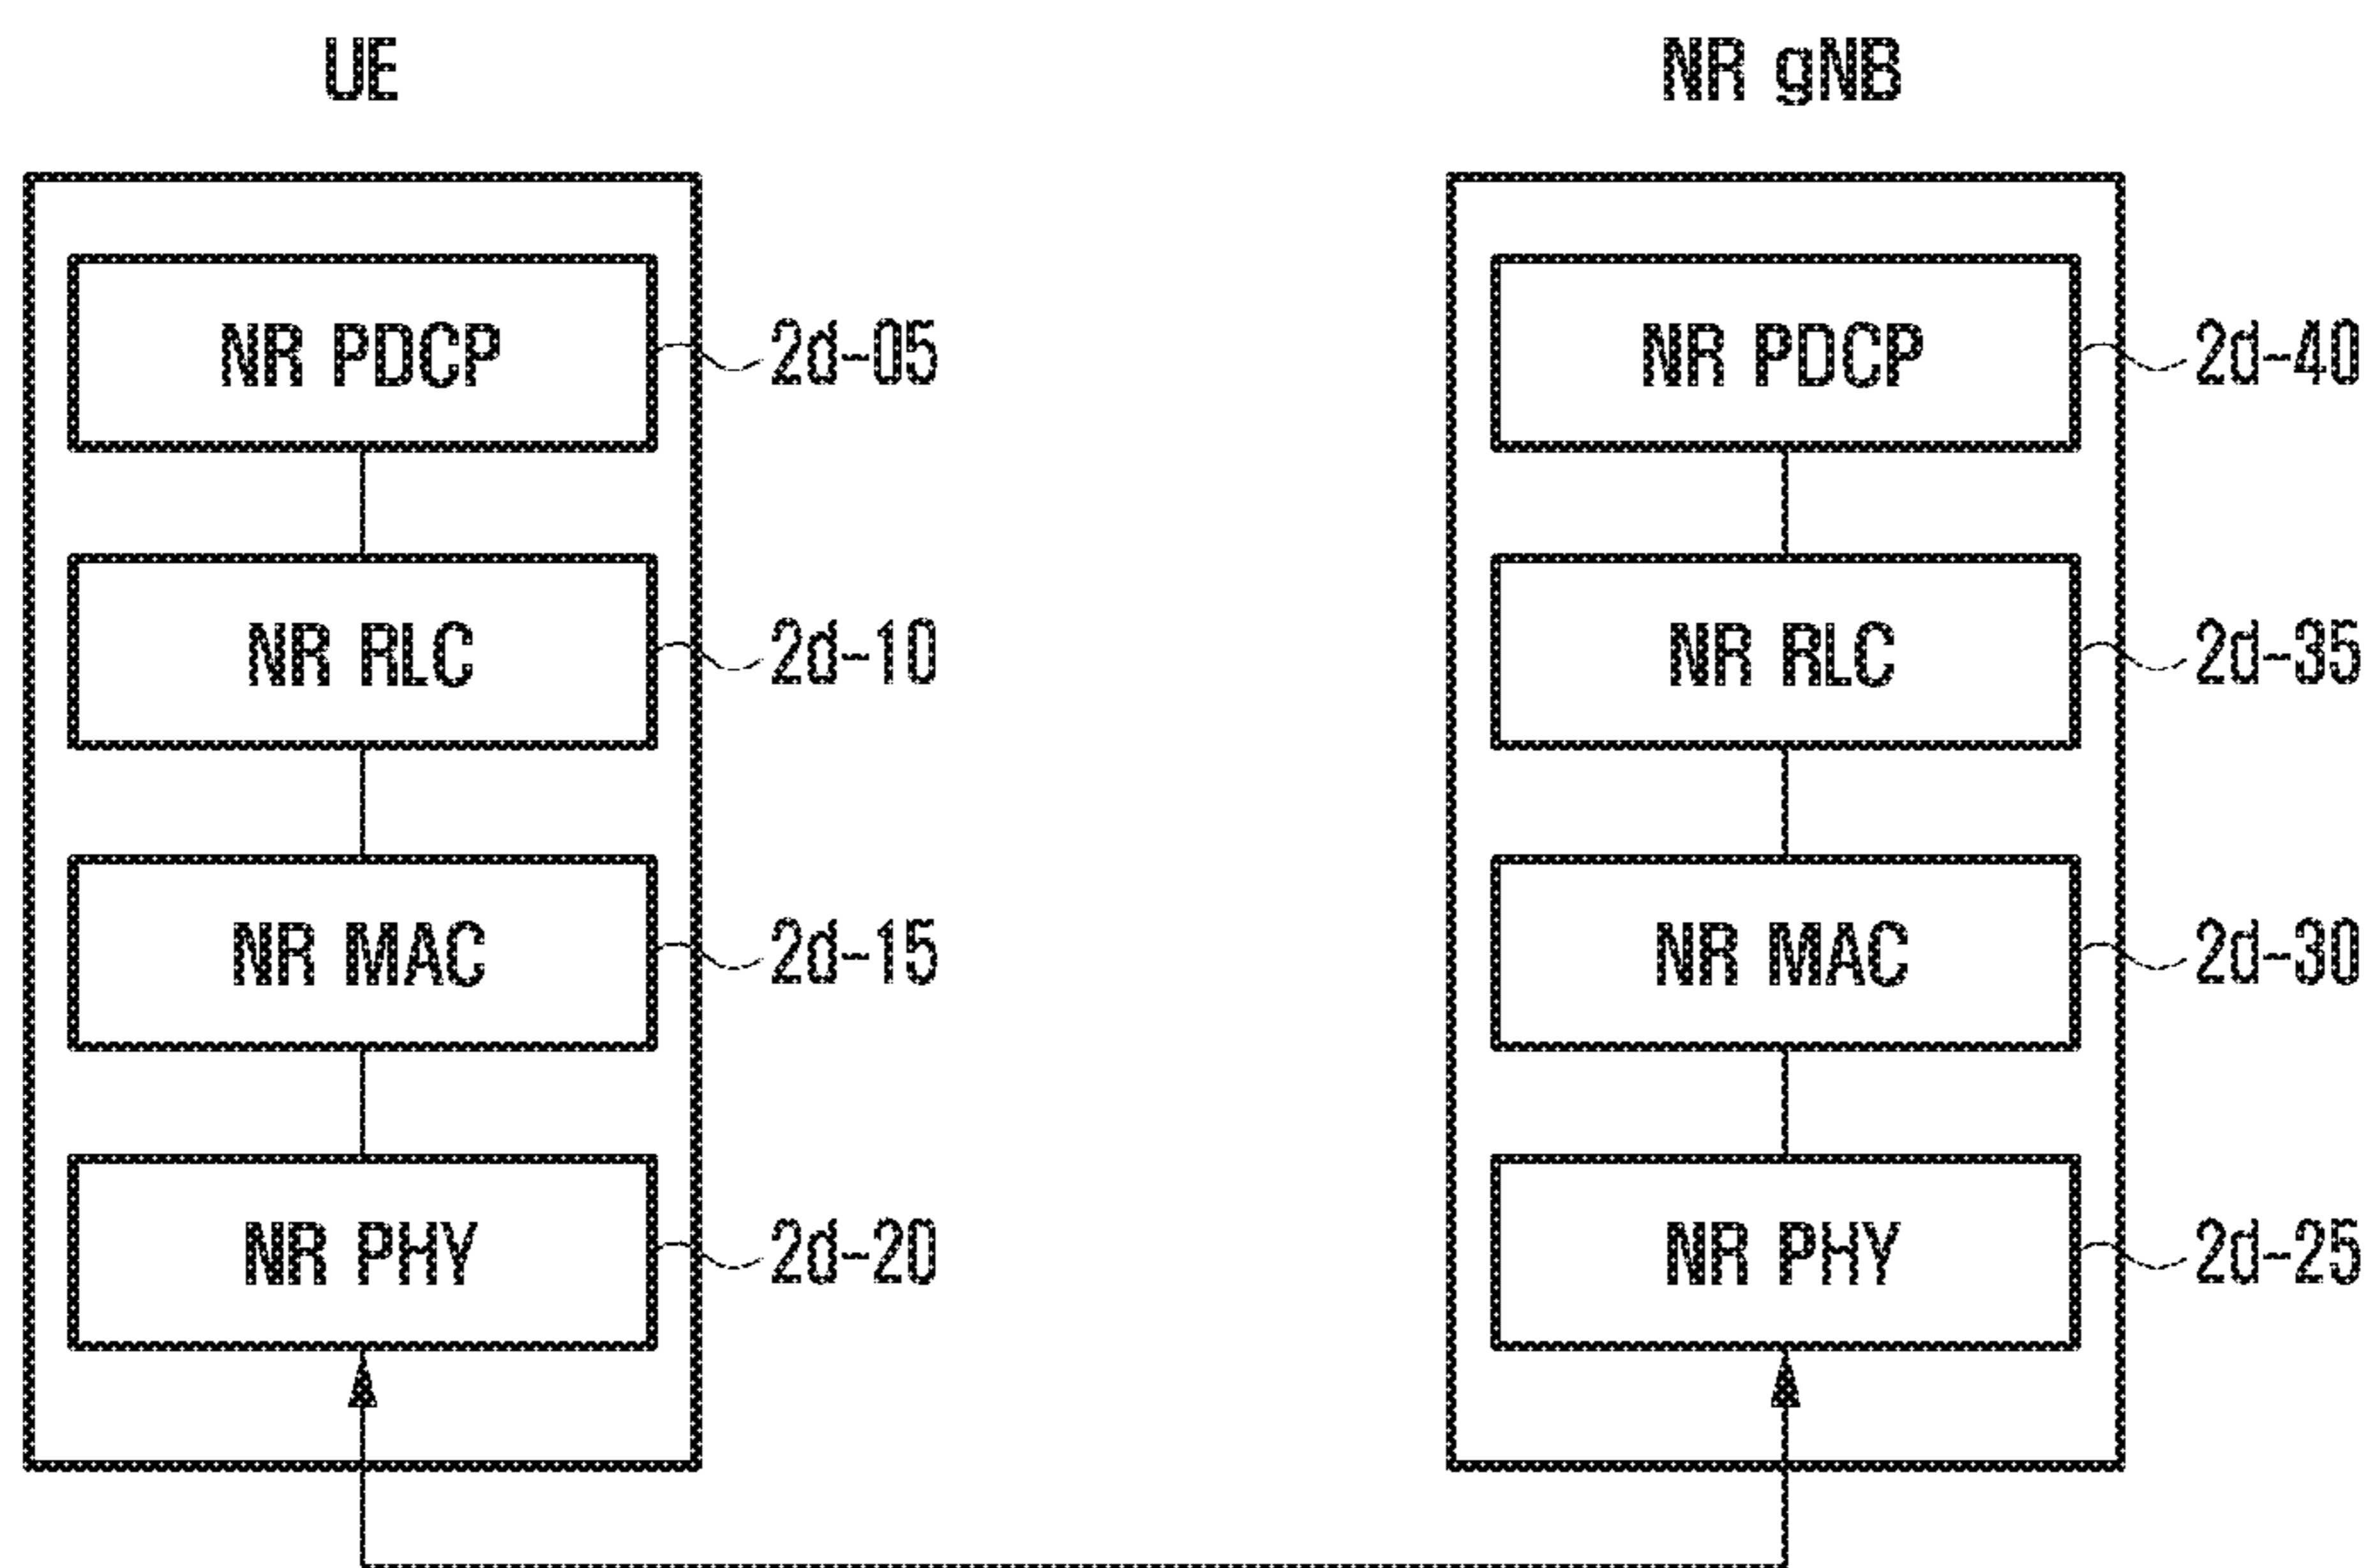 UE
NR gNB
NR PDCP
2d-05
NR PDCP
2d-40
NR RLC
2d-10
NR RLC
2d-35
NR MAC
2d-15
NR MAC
2d-30
NR PHY
2d-20
NR PHY
2d-25